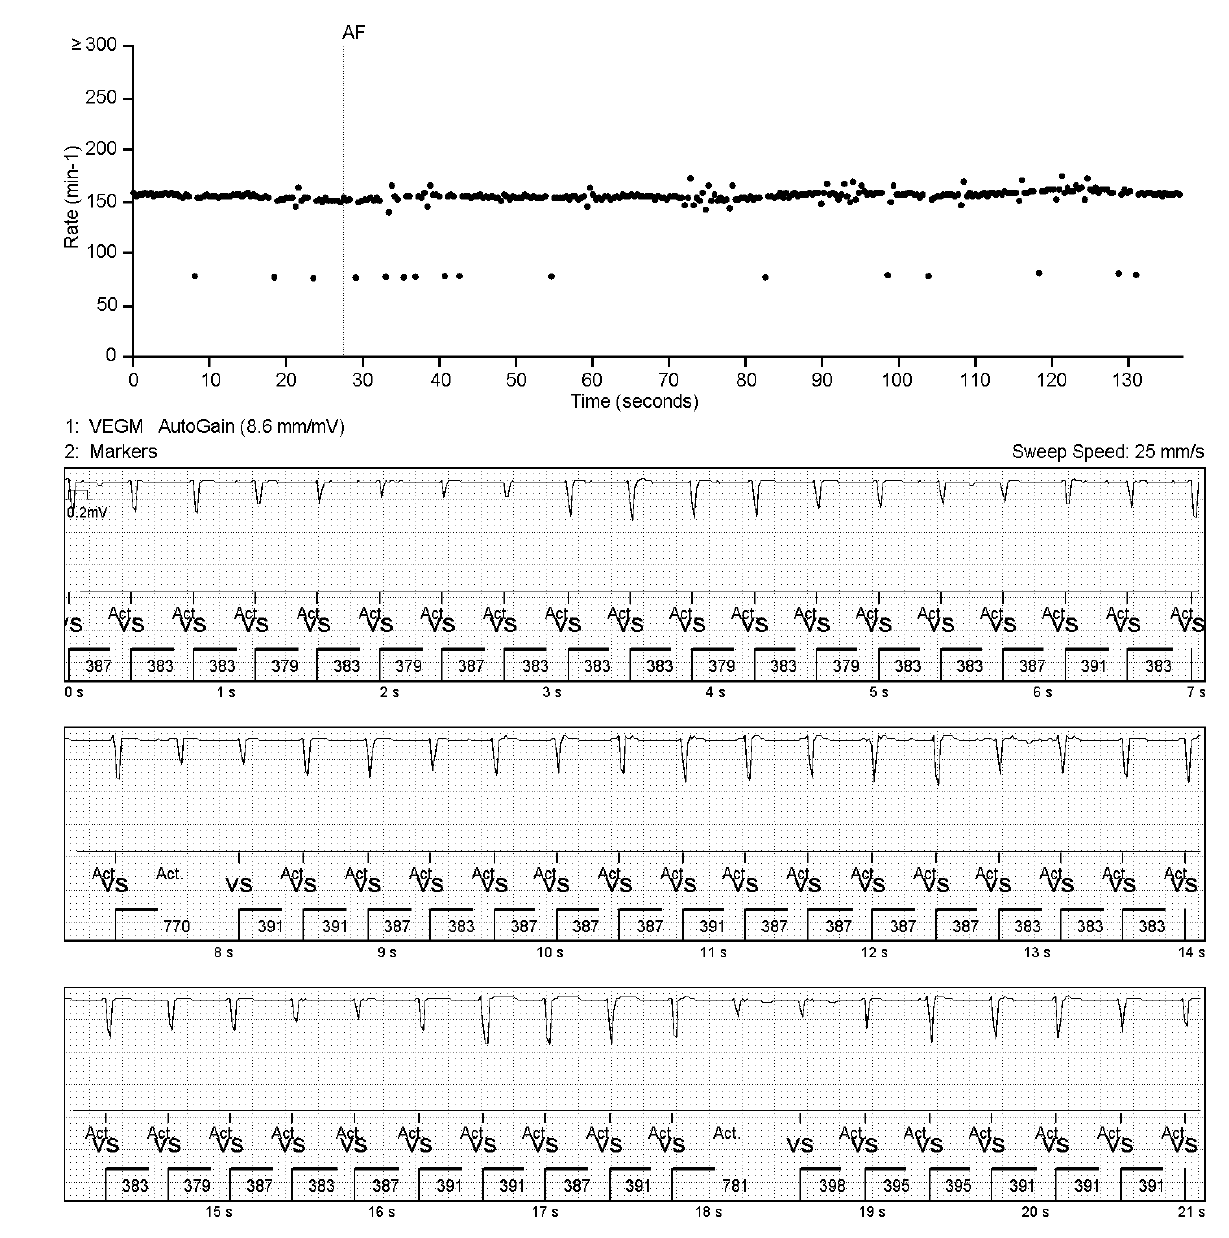 AF
≥ 300
250
200
150
100
50
0
Rate (min-1)
0 10 20 30 40 50 60 70 80 90 100 110 120 130
Time (seconds)
1: VEGM AutoGain (8.6 mm/mV)
2: Markers Sweep Speed: 25 mm/s
0.2mV
Act. Act. Act. Act. Act. Act. Act. Act. Act. Act. Act. Act. Act. Act. Act. Act. Act. Act.
VS VS VS VS VS VS VS VS VS VS VS VS VS VS VS VS VS VS VS
387 383 383 379 383 379 387 383 383 383 379 383 379 383 383 387 391 383
0 s 1 s 2 s 3 s 4 s 5 s 6 s 7 s
Act. Act. Act. Act. Act. Act. Act. Act. Act. Act. Act. Act. Act. Act. Act. Act. Act.
VS VS VS VS VS VS VS VS VS VS VS VS VS VS VS VS VS
770 391 391 387 383 387 387 387 391 387 387 387 387 383 383 383
8 s 9 s 10 s 11 s 12 s 13 s 14 s
Act. Act. Act. Act. Act. Act. Act. Act. Act. Act. Act. Act. Act. Act. Act. Act. Act.
VS VS VS VS VS VS VS VS VS VS VS VS VS VS VS VS VS
383 379 387 383 387 391 391 387 391 781 398 395 395 391 391 391
15 s 16 s 17 s 18 s 19 s 20 s 21 s